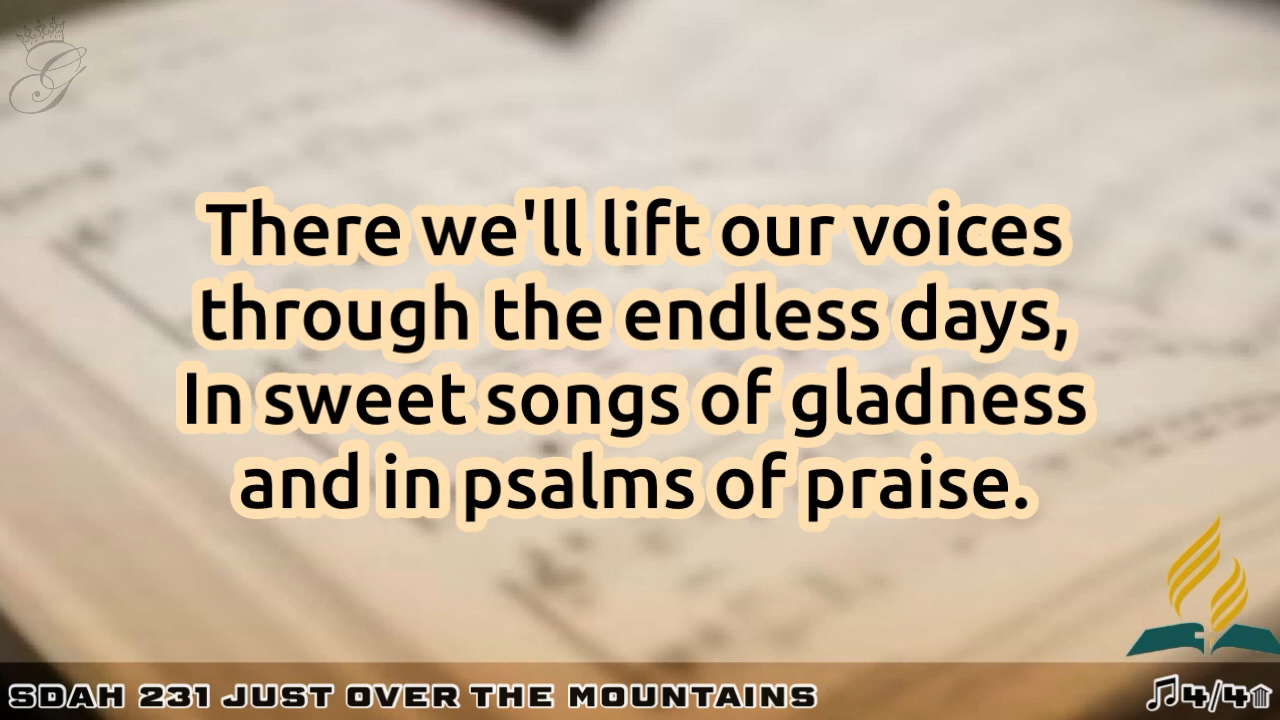 There we'll lift our voices
through the endless days,
In sweet songs of gladness
and in psalms of praise.
SDAH 231 JUST OVER THE MOUNTAINS
4/4